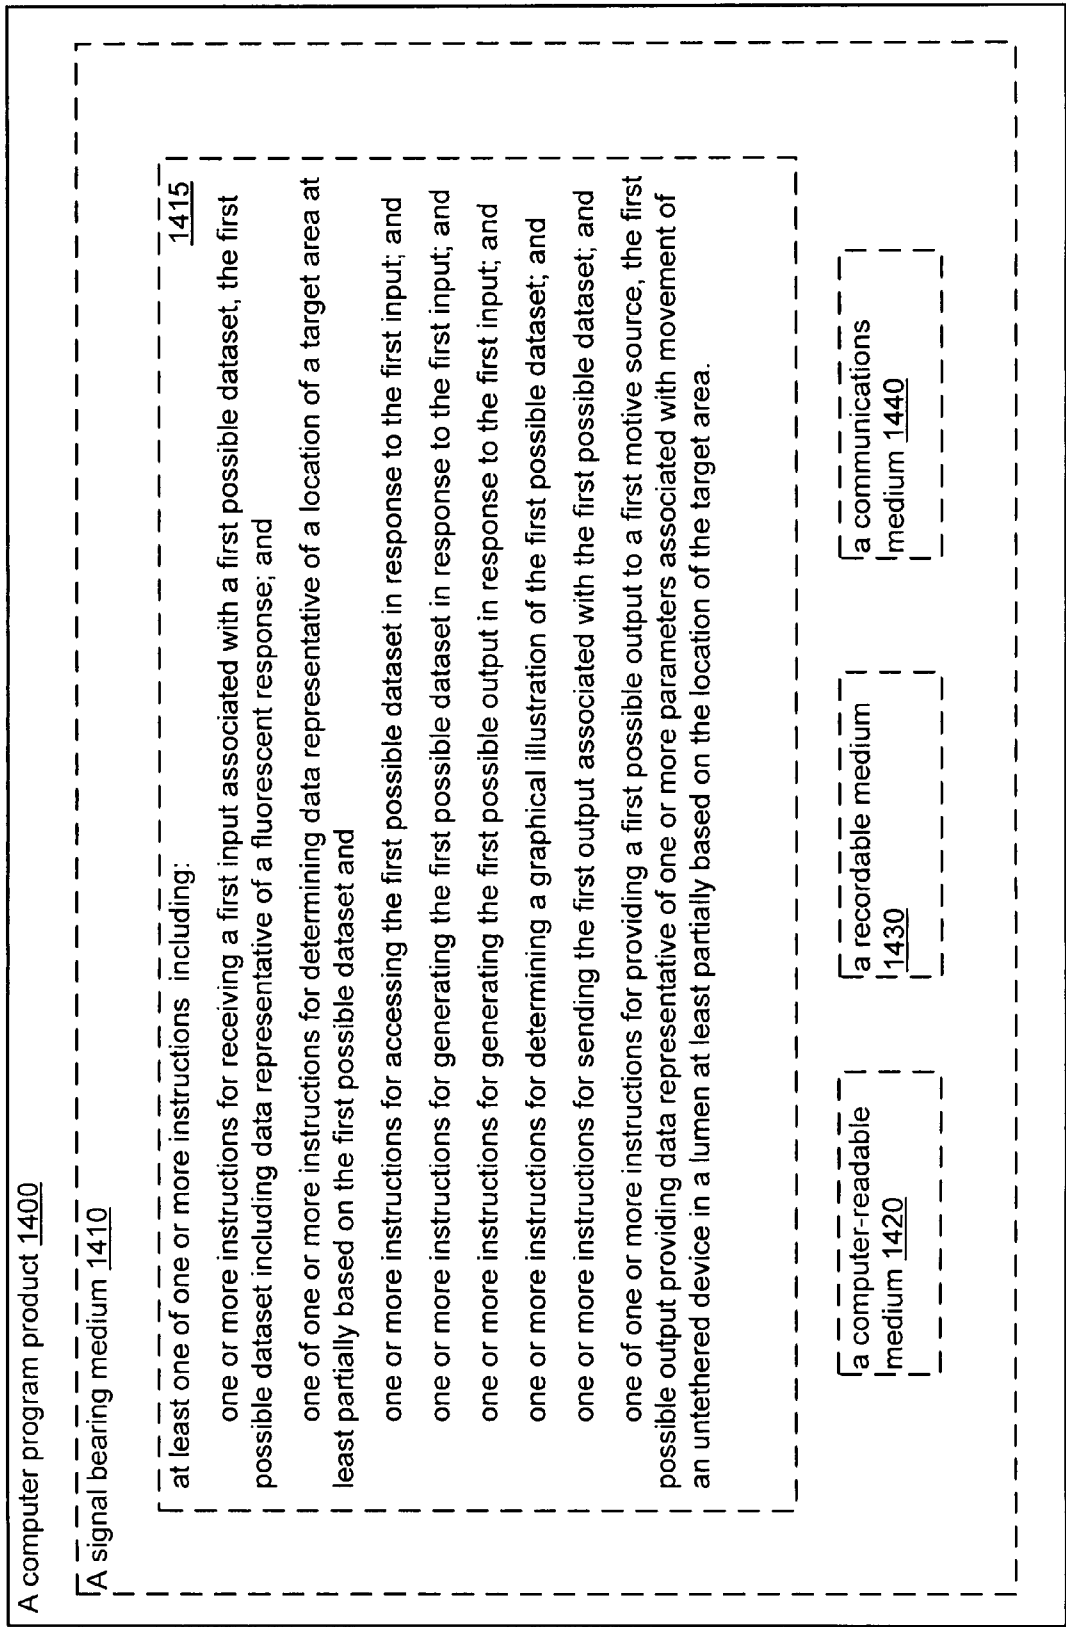 A computer program product 1400
A signal bearing medium 1410
1415
at least one of one or more instructions including:
one or more instructions for receiving a first input associated with a first possible dataset, the first
possible dataset including data representative of a fluorescent response; and
one of one or more instructions for determining data representative of a location of a target area at
least partially based on the first possible dataset and
one or more instructions for accessing the first possible dataset in response to the first input; and
one or more instructions for generating the first possible dataset in response to the first input; and
one or more instructions for generating the first possible output in response to the first input; and
one or more instructions for determining a graphical illustration of the first possible dataset; and
one or more instructions for sending the first output associated with the first possible dataset; and
one of one or more instructions for providing a first possible output to a first motive source, the first
possible output providing data representative of one or more parameters associated with movement of
an untethered device in a lumen at least partially based on the location of the target area.
a computer-readable
medium 1420
a recordable medium
1430
a communications
medium 1440